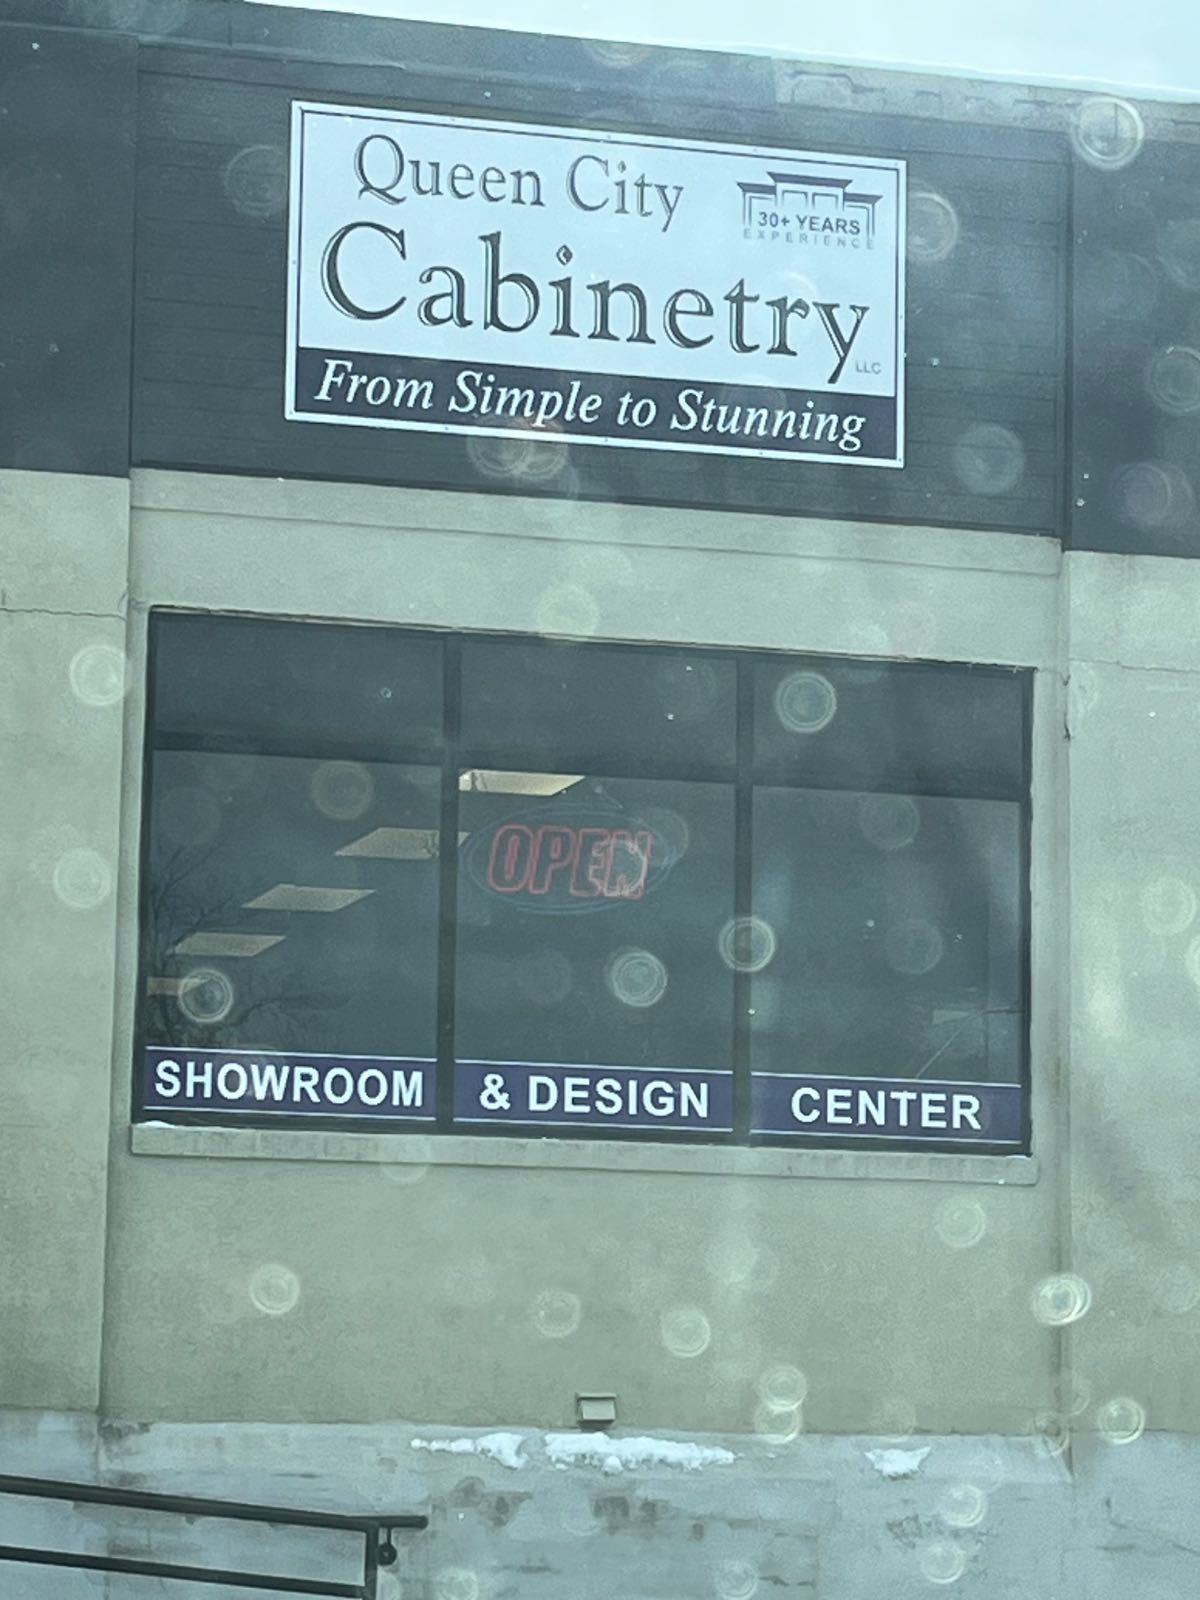 Queen City
30+ YEARS
EXPERIENCE
Cabinetry
LLC
From Simple to Stunning
OPEN
SHOWROOM & DESIGN CENTER